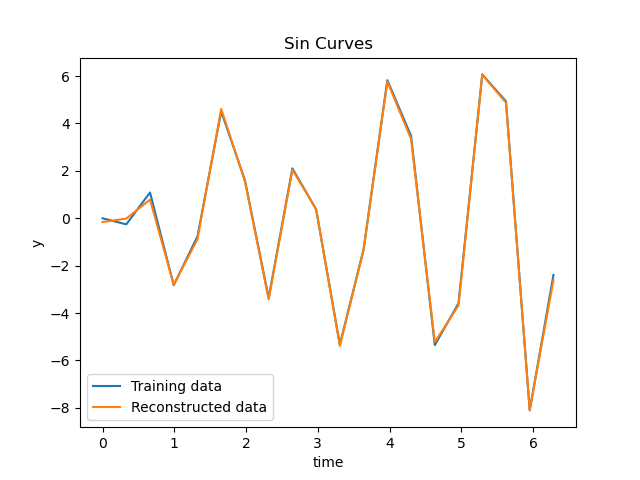 Sin Curves
y
6
4
2
0
−2
−4
−6
−8
Training data
Reconstructed data
0 1 2 3 4 5 6
time